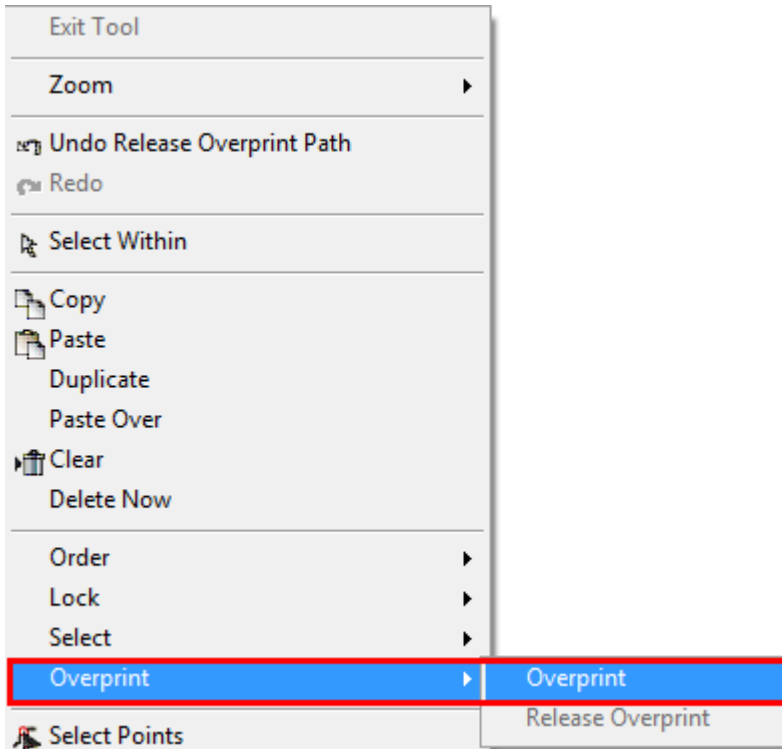 Exit Tool
Zoom
Undo Release Overprint Path
Redo
Select Within
Copy
Paste
Duplicate
Paste Over
Clear
Delete Now
Order
Lock
Select
Overprint
Overprint
Release Overprint
Select Points